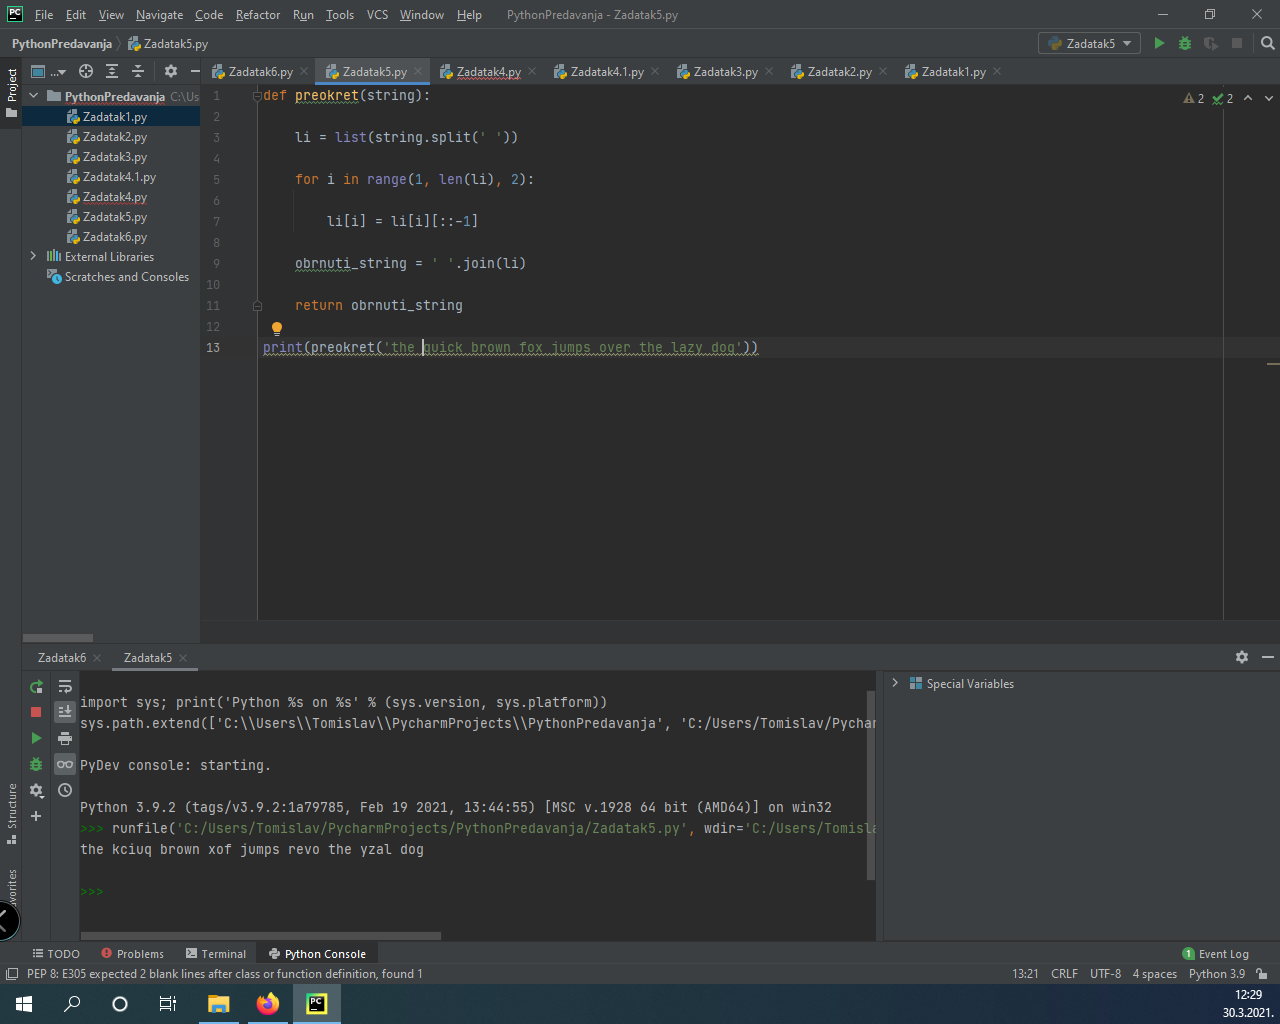 PC File Edit View Navigate Code Refactor Run Tools VCS Window Help PythonPredavanja - Zadatak5.py
PythonPredavanja Zadatak5.py Zadatak5
Project
...
Zadatak6.py Zadatak5.py Zadatak4.py Zadatak4.1.py Zadatak3.py Zadatak2.py Zadatak1.py
PythonPredavanja C:\Us
Zadatak1.py
Zadatak2.py
Zadatak3.py
Zadatak4.1.py
Zadatak4.py
Zadatak5.py
Zadatak6.py
External Libraries
Scratches and Consoles
2 2
1 def preokret(string):
2
3 li = list(string.split(' '))
4
5 for i in range(1, len(li), 2):
6
7 li[i] = li[i][::-1]
8
9 obrnuti_string = ' '.join(li)
10
11 return obrnuti_string
12
13 print(preokret('the quick brown fox jumps over the lazy dog'))
Zadatak6 Zadatak5
import sys; print('Python %s on %s' % (sys.version, sys.platform))
sys.path.extend(['C:\\Users\\Tomislav\\PycharmProjects\\PythonPredavanja', 'C:/Users/Tomislav/Pychar
PyDev console: starting.
Python 3.9.2 (tags/v3.9.2:1a79785, Feb 19 2021, 13:44:55) [MSC v.1928 64 bit (AMD64)] on win32
>>> runfile('C:/Users/Tomislav/PycharmProjects/PythonPredavanja/Zadatak5.py', wdir='C:/Users/Tomisla
the kciuq brown xof jumps revo the yzal dog
>>>
Special Variables
Structure
avorites
TODO Problems Terminal Python Console 1 Event Log
PEP 8: E305 expected 2 blank lines after class or function definition, found 1 13:21 CRLF UTF-8 4 spaces Python 3.9
PC
12:29
30.3.2021.